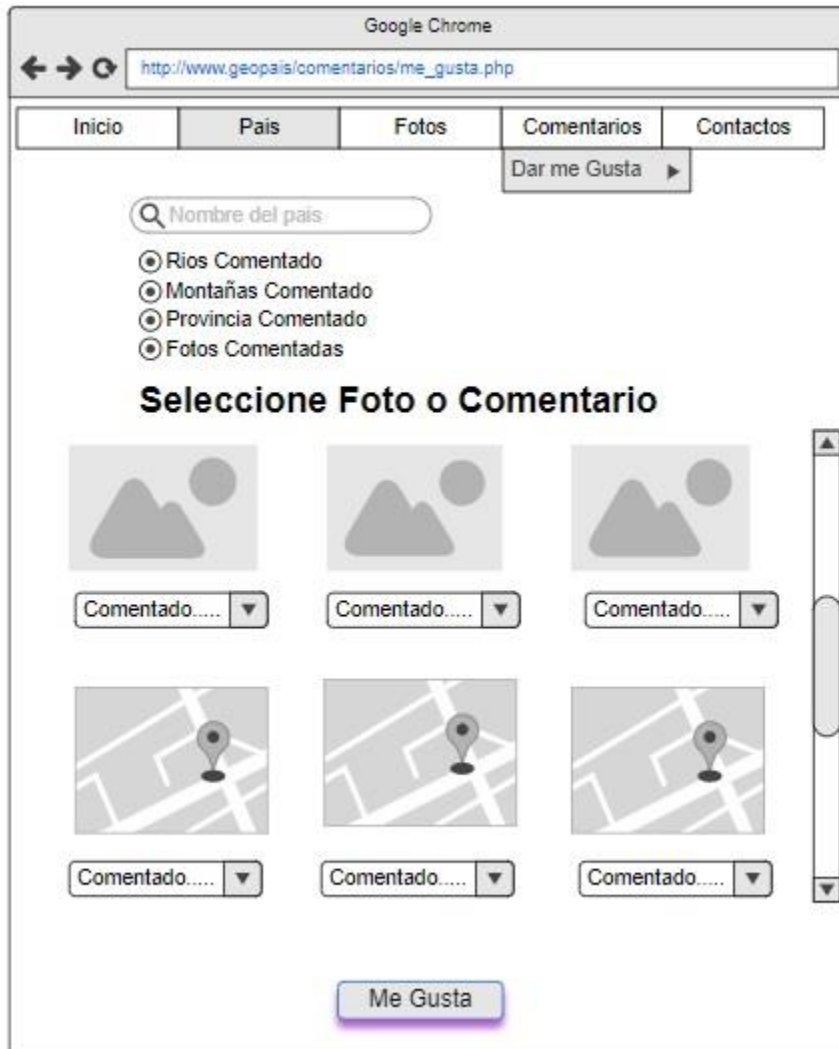 Google Chrome
http://www.geopais/comentarios/me_gusta.php
Inicio Pais Fotos Comentarios Contactos
Dar me Gusta
Nombre del pais
Rios Comentado
Montañas Comentado
Provincia Comentado
Fotos Comentadas
Seleccione Foto o Comentario
Comentado..... Comentado..... Comentado.....
Comentado..... Comentado..... Comentado.....
Me Gusta